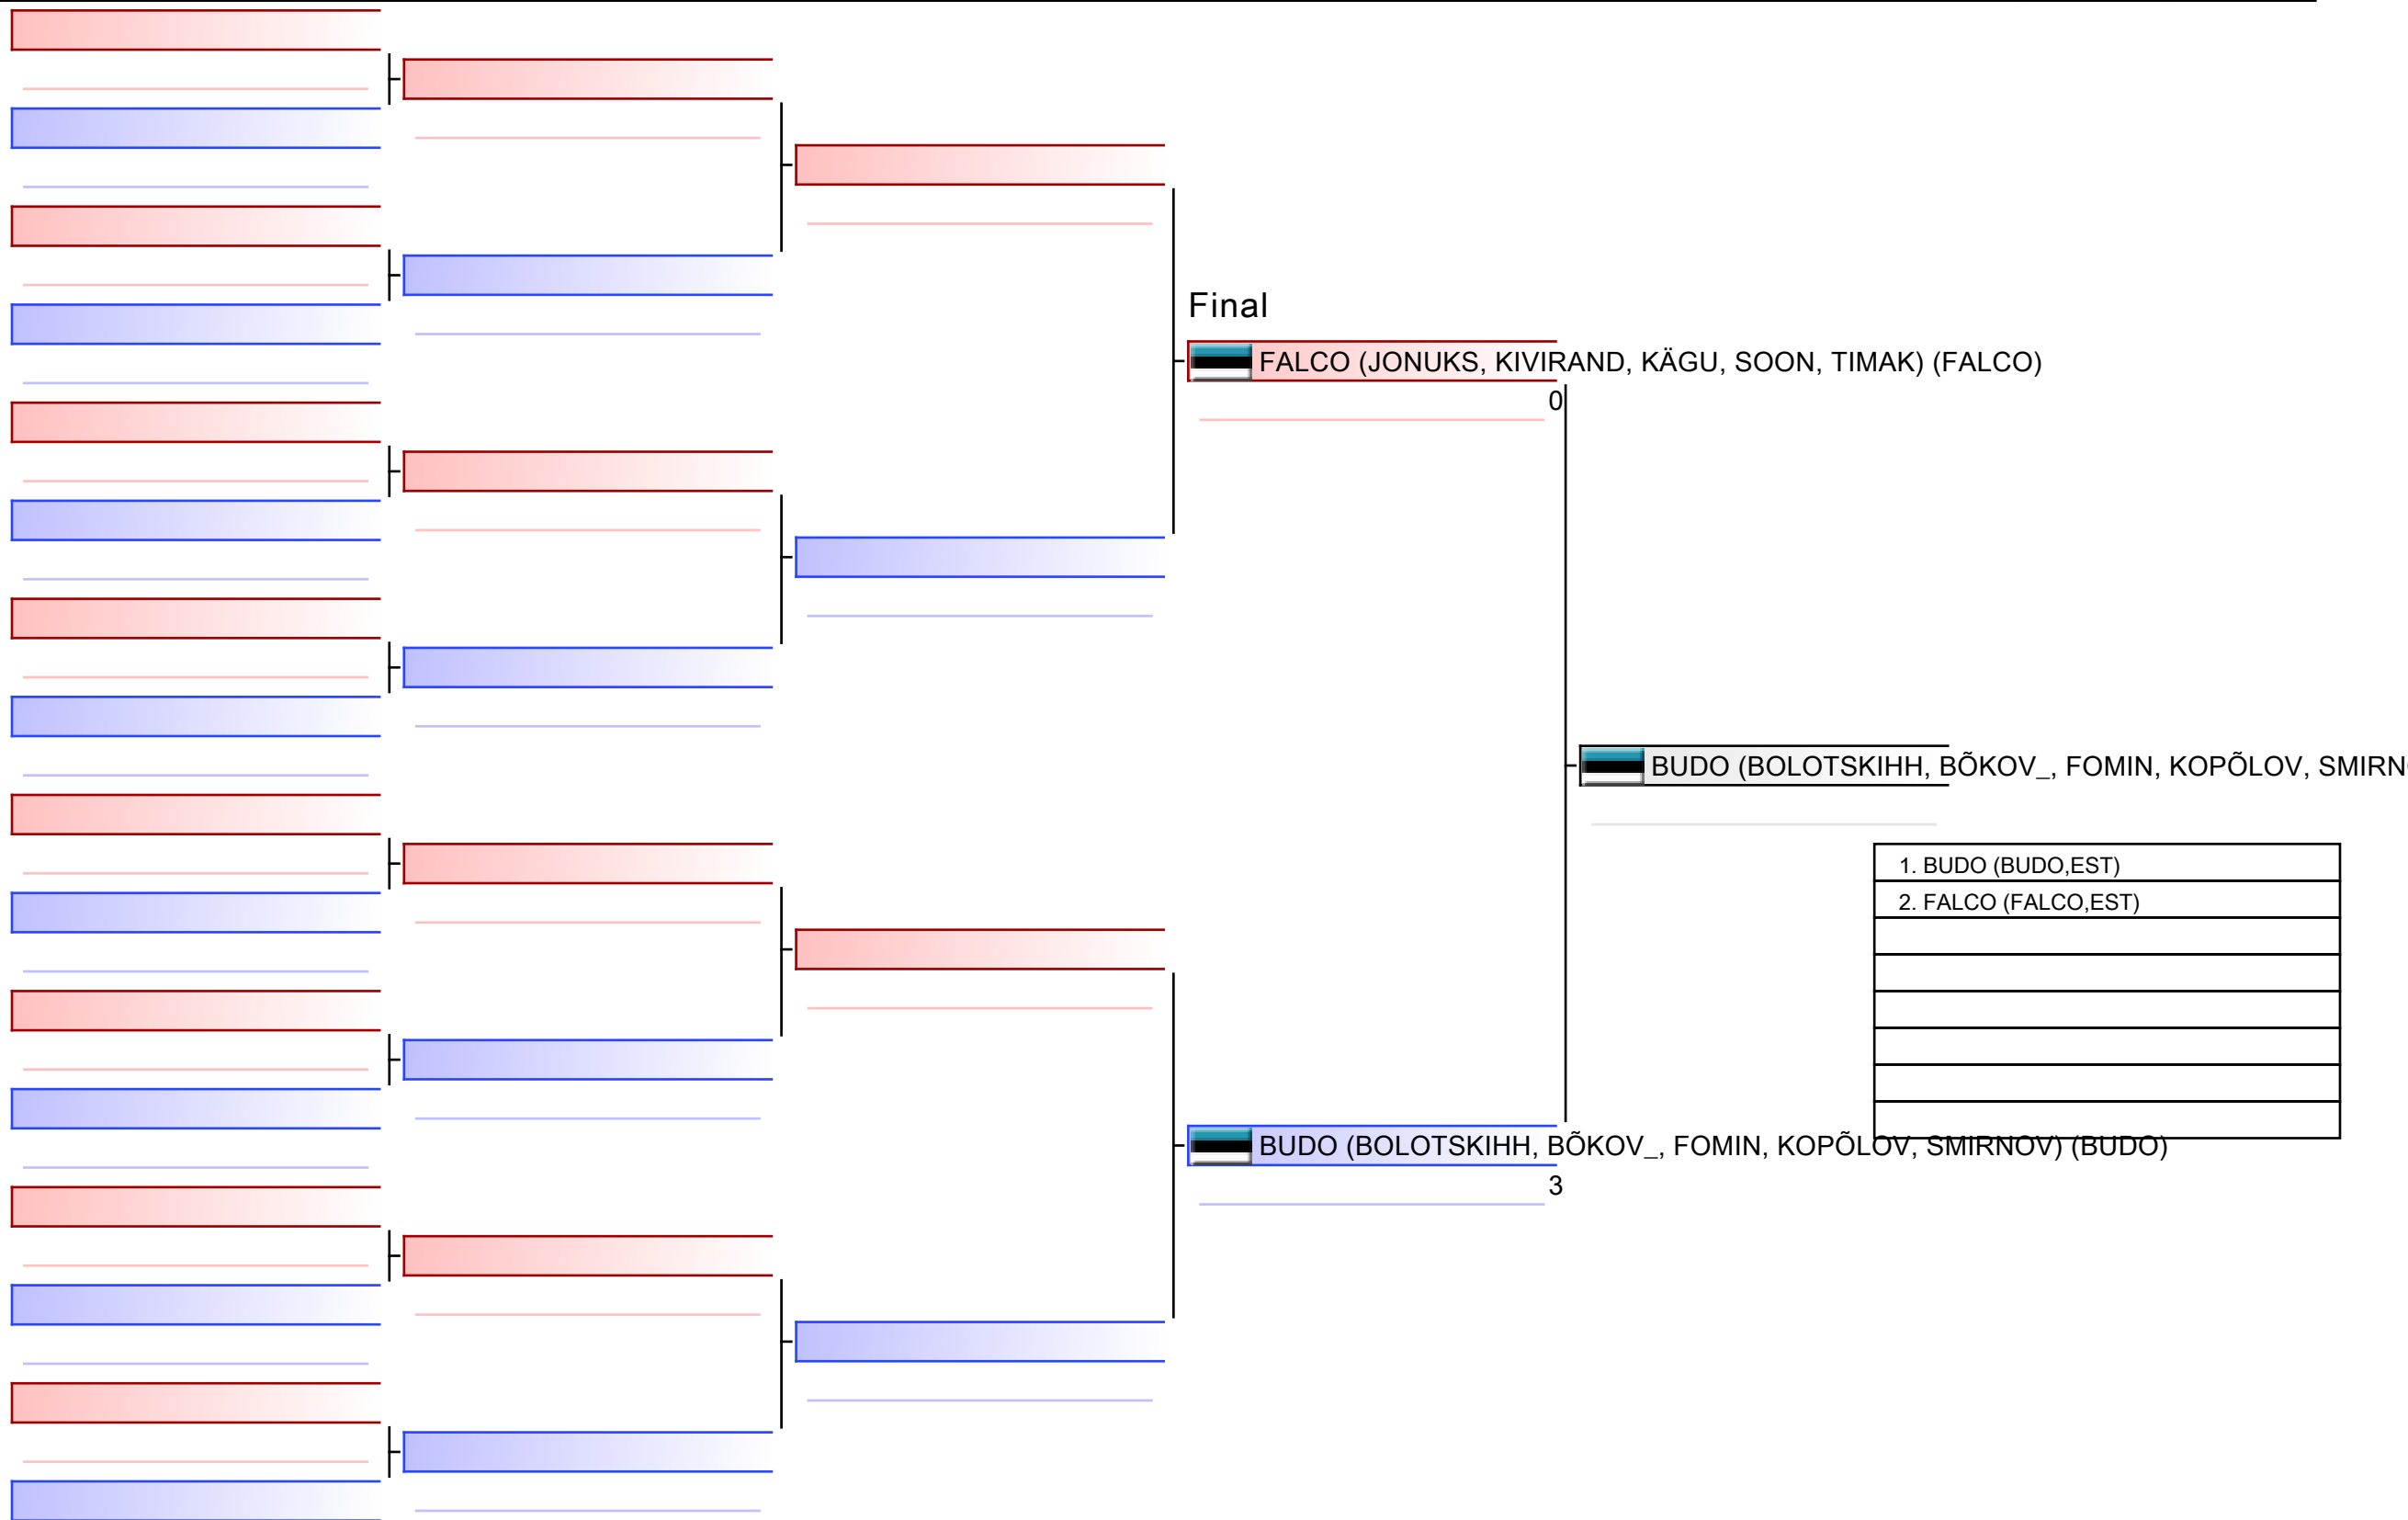 Final
FALCO (JONUKS, KIVIRAND, KÄGU, SOON, TIMAK) (FALCO)
0
BUDO (BOLOTSKIHH, BÕKOV_, FOMIN, KOPÕLOV, SMIRN
1. BUDO (BUDO,EST)
2. FALCO (FALCO,EST)
BUDO (BOLOTSKIHH, BÕKOV_, FOMIN, KOPÕLOV, SMIRNOV) (BUDO)
3